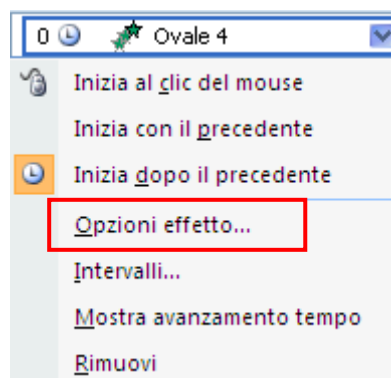 0 Ovale 4
Inizia al clic del mouse
Inizia con il precedente
Inizia dopo il precedente
Opzioni effetto...
Intervalli...
Mostra avanzamento tempo
Rimuovi